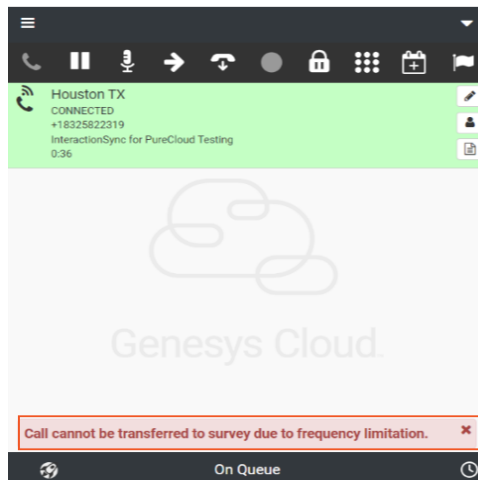 Houston TX
CONNECTED
+18325822319
InteractionSync for PureCloud Testing
0:36
Genesys Cloud.
Call cannot be transferred to survey due to frequency limitation.
On Queue